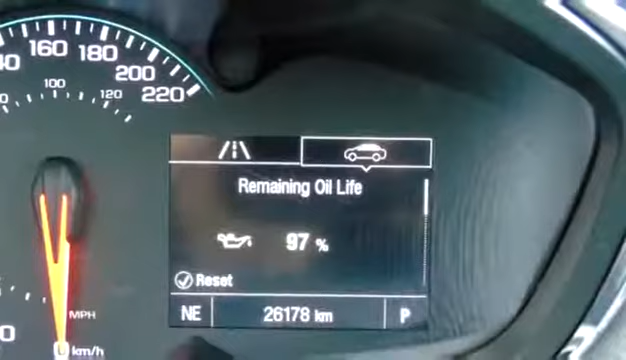 160 180 200 220
100 120
Remaining Oil Life
97 %
Reset
NE 26178 km P
MPH
km/h